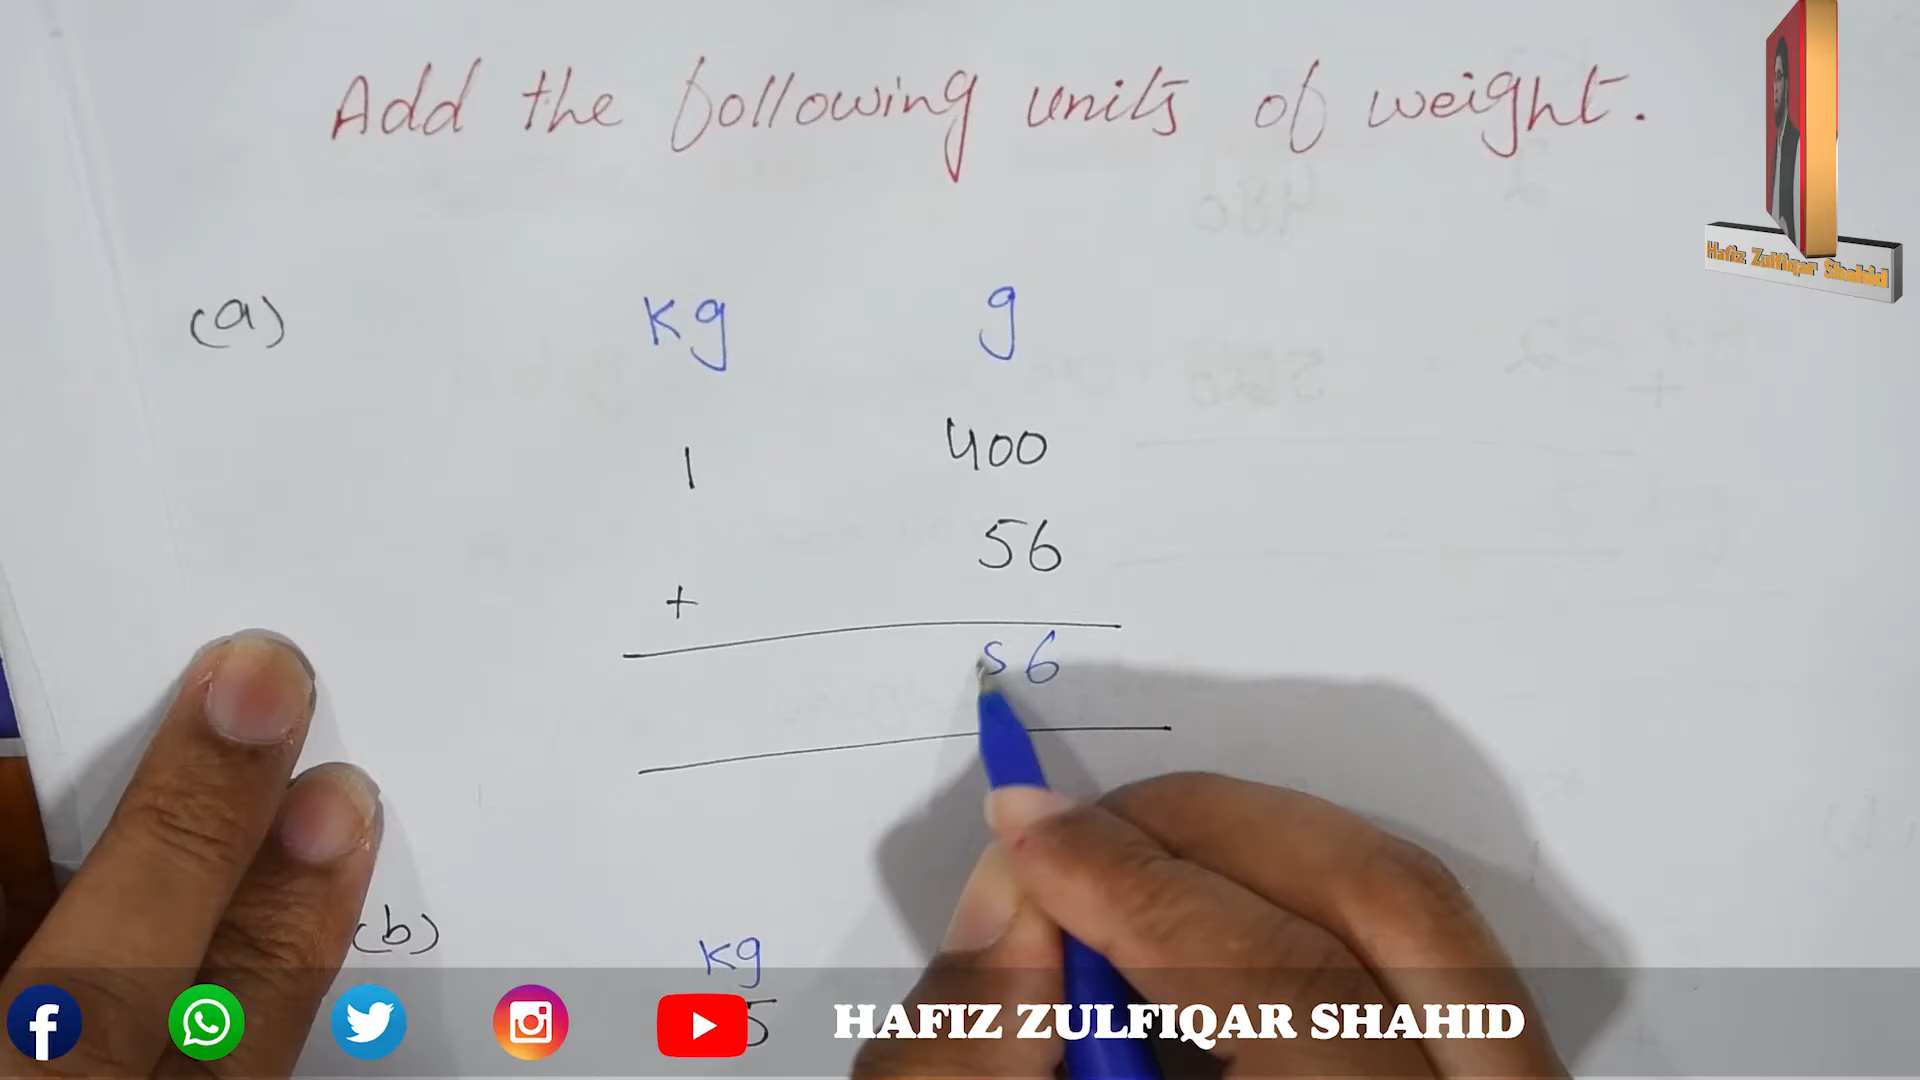 Add the following units of weight.
Hafiz Zulfiqar Shahid
(a) kg g
1 400
56
+
56
(b) kg
5
HAFIZ ZULFIQAR SHAHID